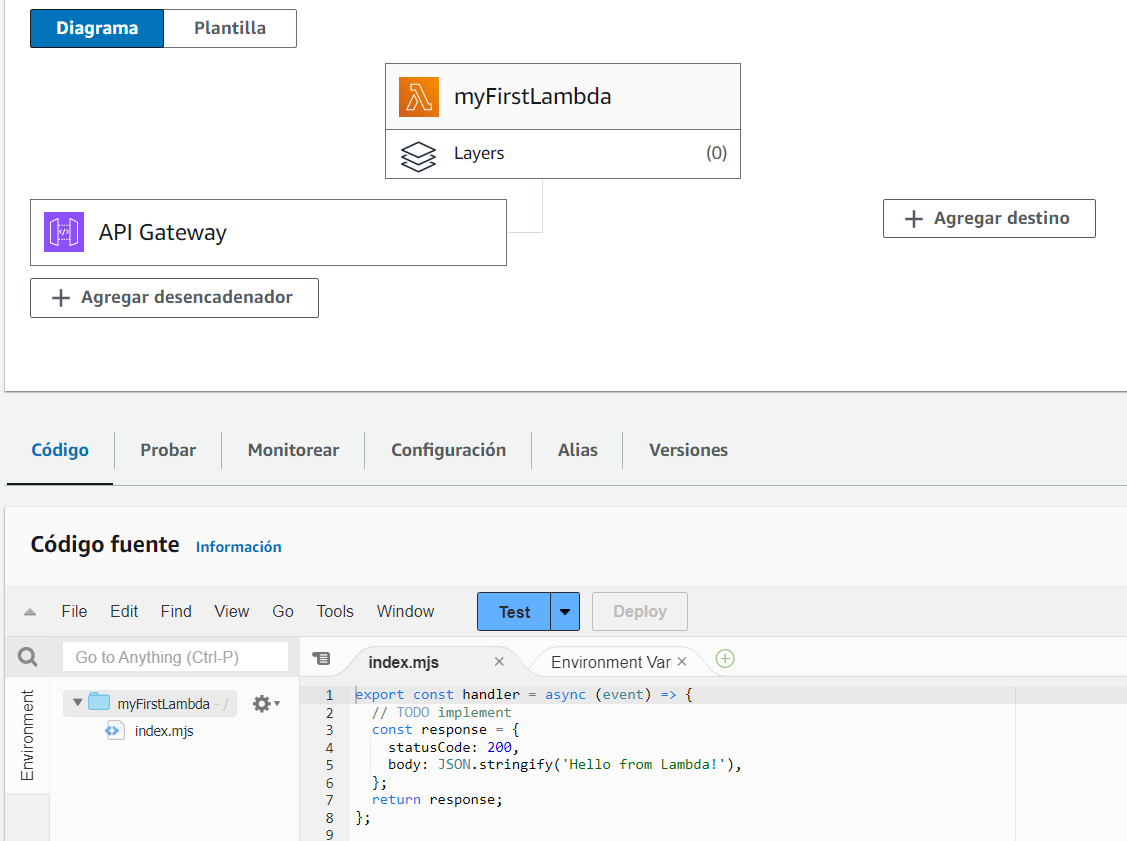 Diagrama Plantilla
myFirstLambda
Layers (0)
API Gateway
+ Agregar destino
+ Agregar desencadenador
Código Probar Monitorear Configuración Alias Versiones
Código fuente Información
File Edit Find View Go Tools Window Test Deploy
Go to Anything (Ctrl-P) index.mjs × Environment Var ×
Environment
myFirstLambda - /
index.mjs
1 export const handler = async (event) => {
2 // TODO implement
3 const response = {
4 statusCode: 200,
5 body: JSON.stringify('Hello from Lambda!'),
6 };
7 return response;
8 };
9